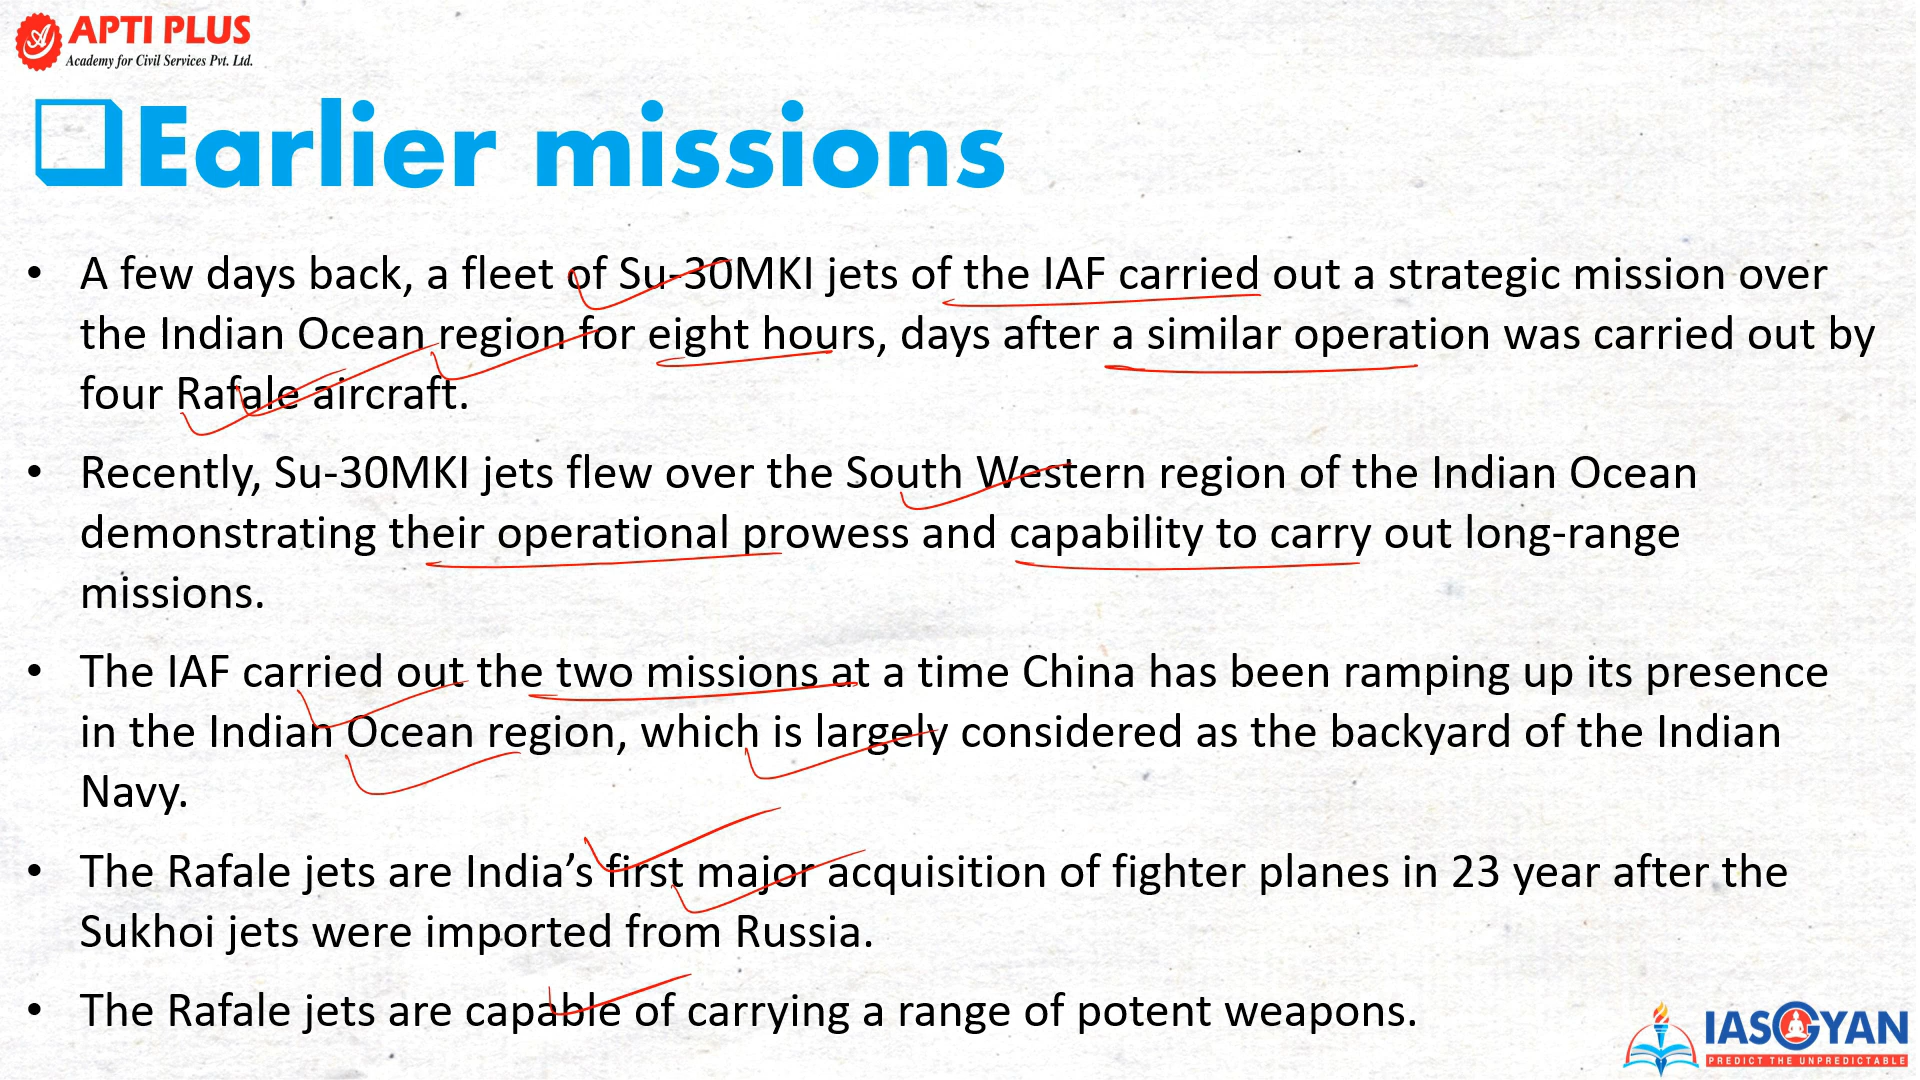 APTI PLUS
Academy for Civil Services Pvt. Ltd.
Earlier missions
• A few days back, a fleet of Su-30MKI jets of the IAF carried out a strategic mission over
the Indian Ocean region for eight hours, days after a similar operation was carried out by
four Rafale aircraft.
• Recently, Su-30MKI jets flew over the South Western region of the Indian Ocean
demonstrating their operational prowess and capability to carry out long-range
missions.
• The IAF carried out the two missions at a time China has been ramping up its presence
in the Indian Ocean region, which is largely considered as the backyard of the Indian
Navy.
• The Rafale jets are India’s first major acquisition of fighter planes in 23 year after the
Sukhoi jets were imported from Russia.
• The Rafale jets are capable of carrying a range of potent weapons.
IASGYAN
PREDICT THE UNPREDICTABLE